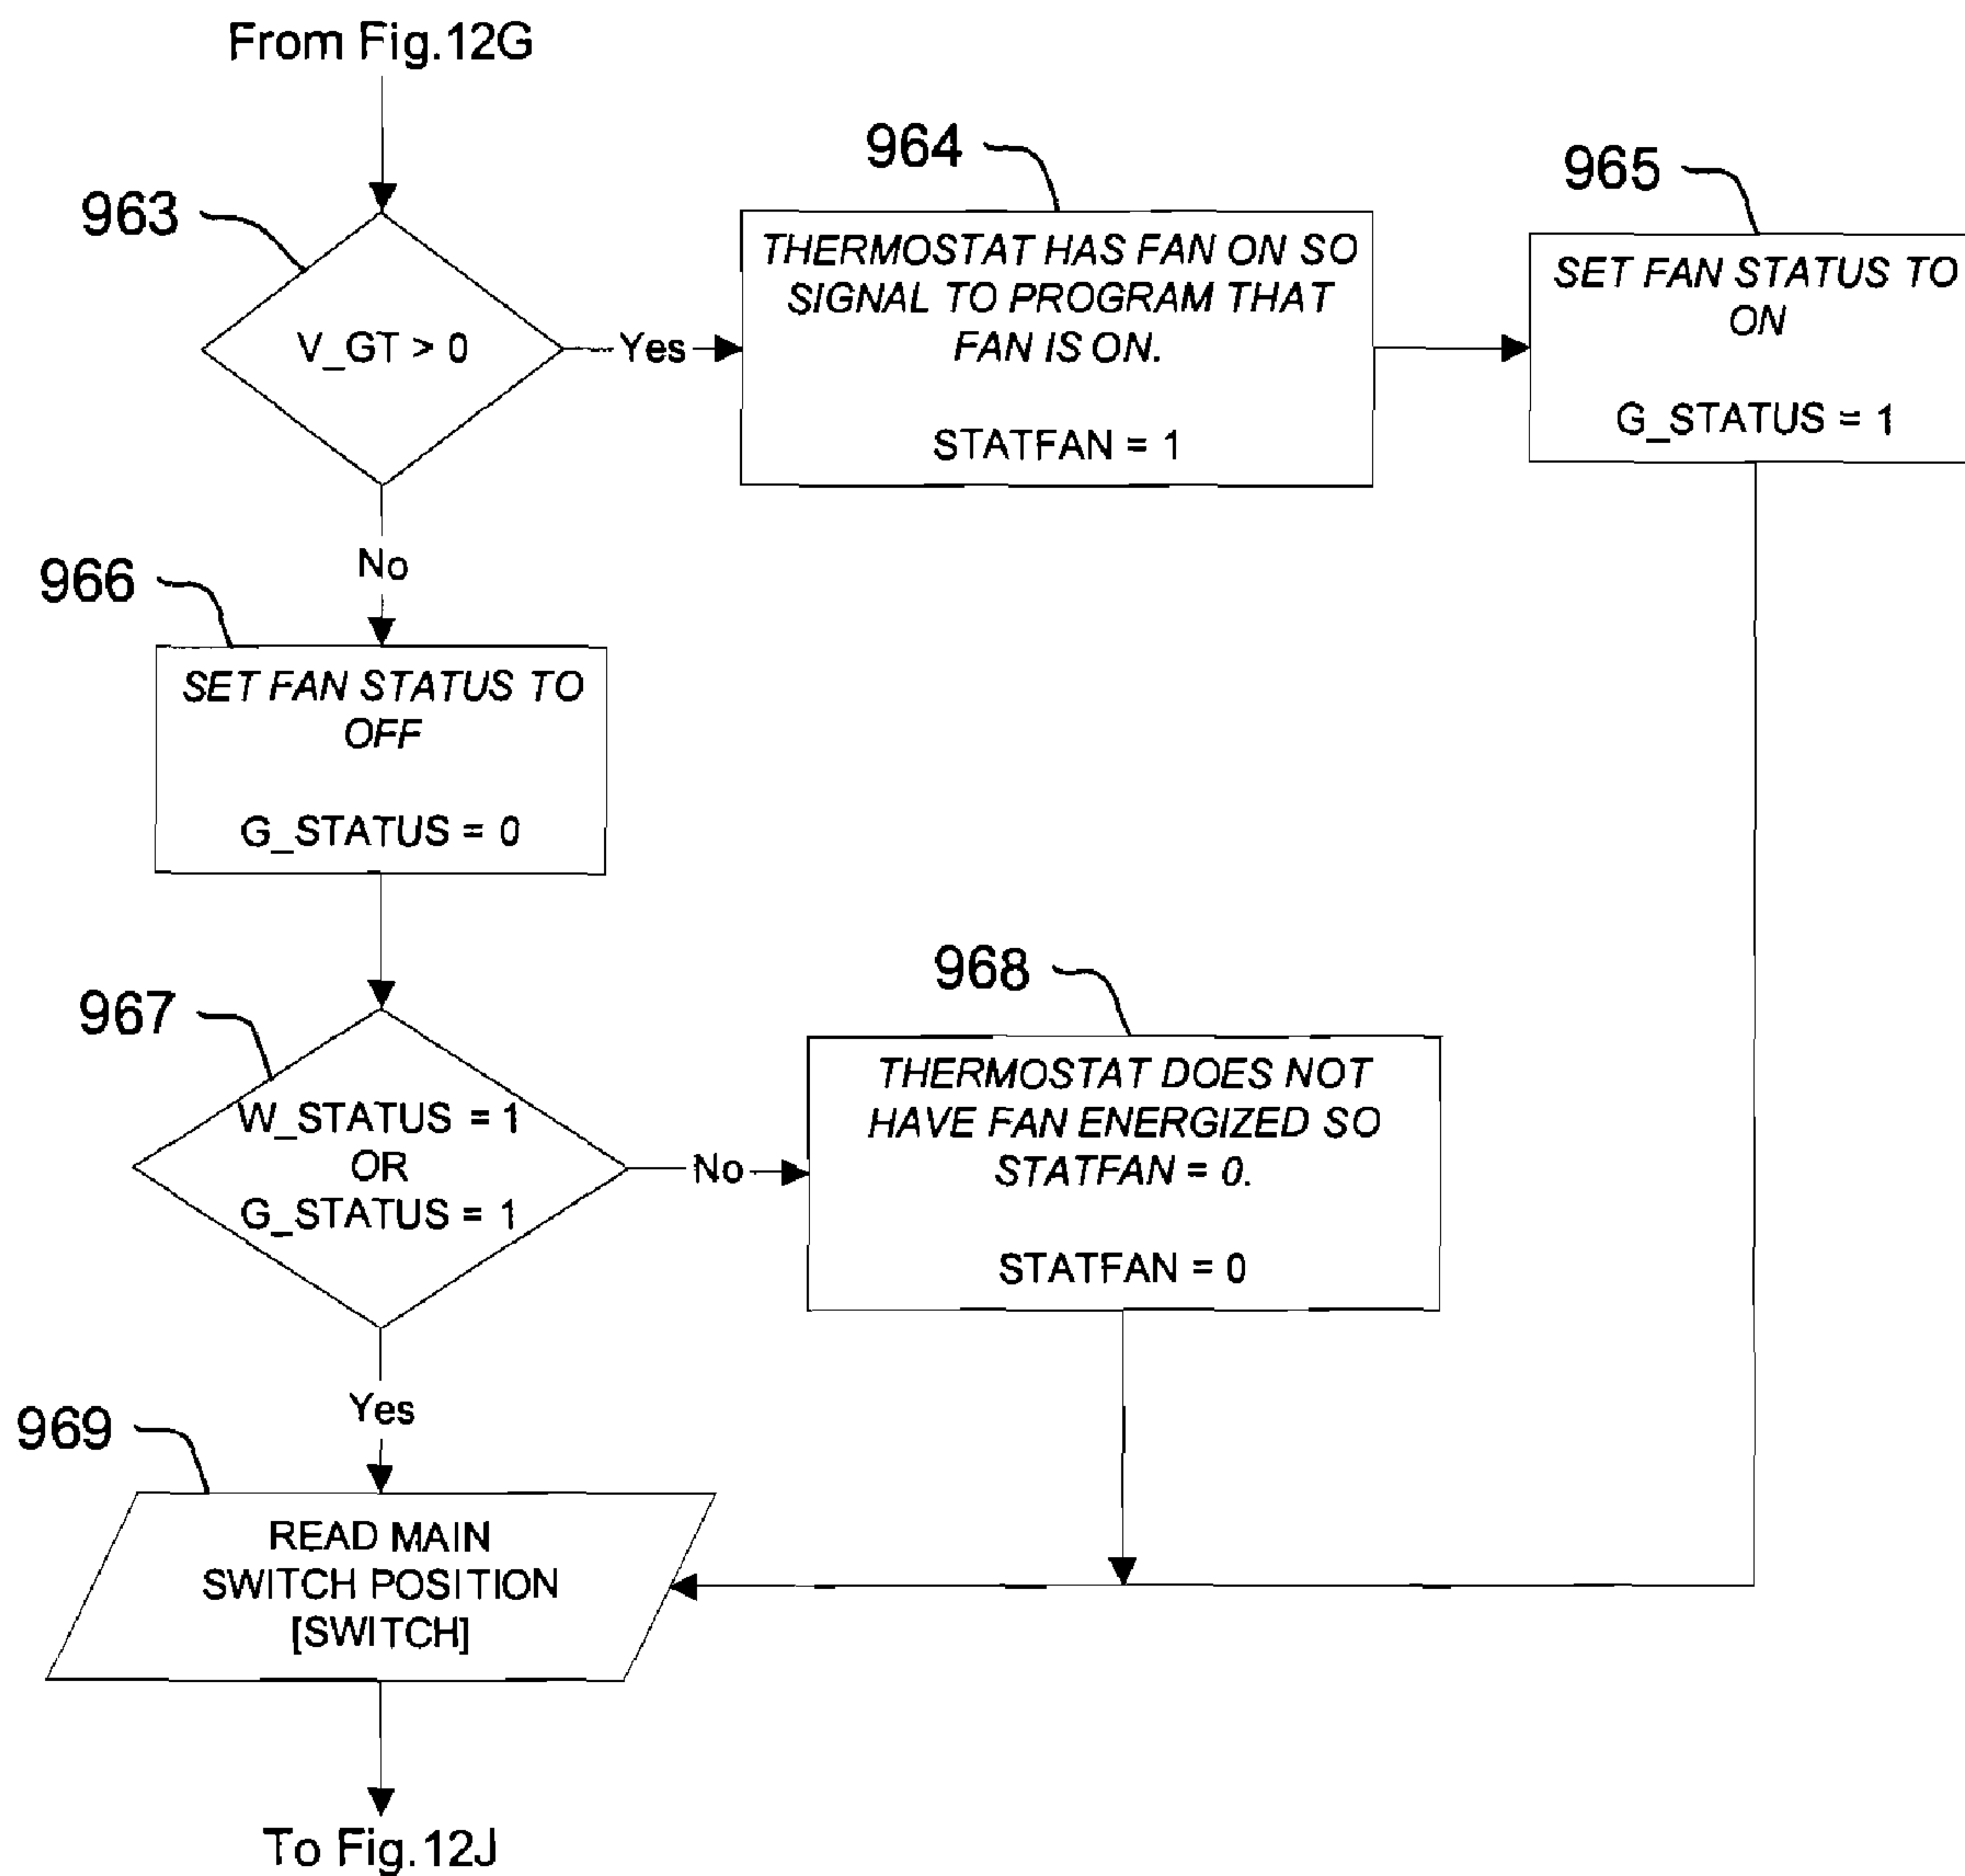 From Fig.12G
963
V_GT > 0
Yes
964
THERMOSTAT HAS FAN ON SO
SIGNAL TO PROGRAM THAT
FAN IS ON.
STATFAN = 1
965
SET FAN STATUS TO
ON
G_STATUS = 1
No
966
SET FAN STATUS TO
OFF
G_STATUS = 0
967
W_STATUS = 1
OR
G_STATUS = 1
No
968
THERMOSTAT DOES NOT
HAVE FAN ENERGIZED SO
STATFAN = 0.
STATFAN = 0
Yes
969
READ MAIN
SWITCH POSITION
[SWITCH]
To Fig.12J